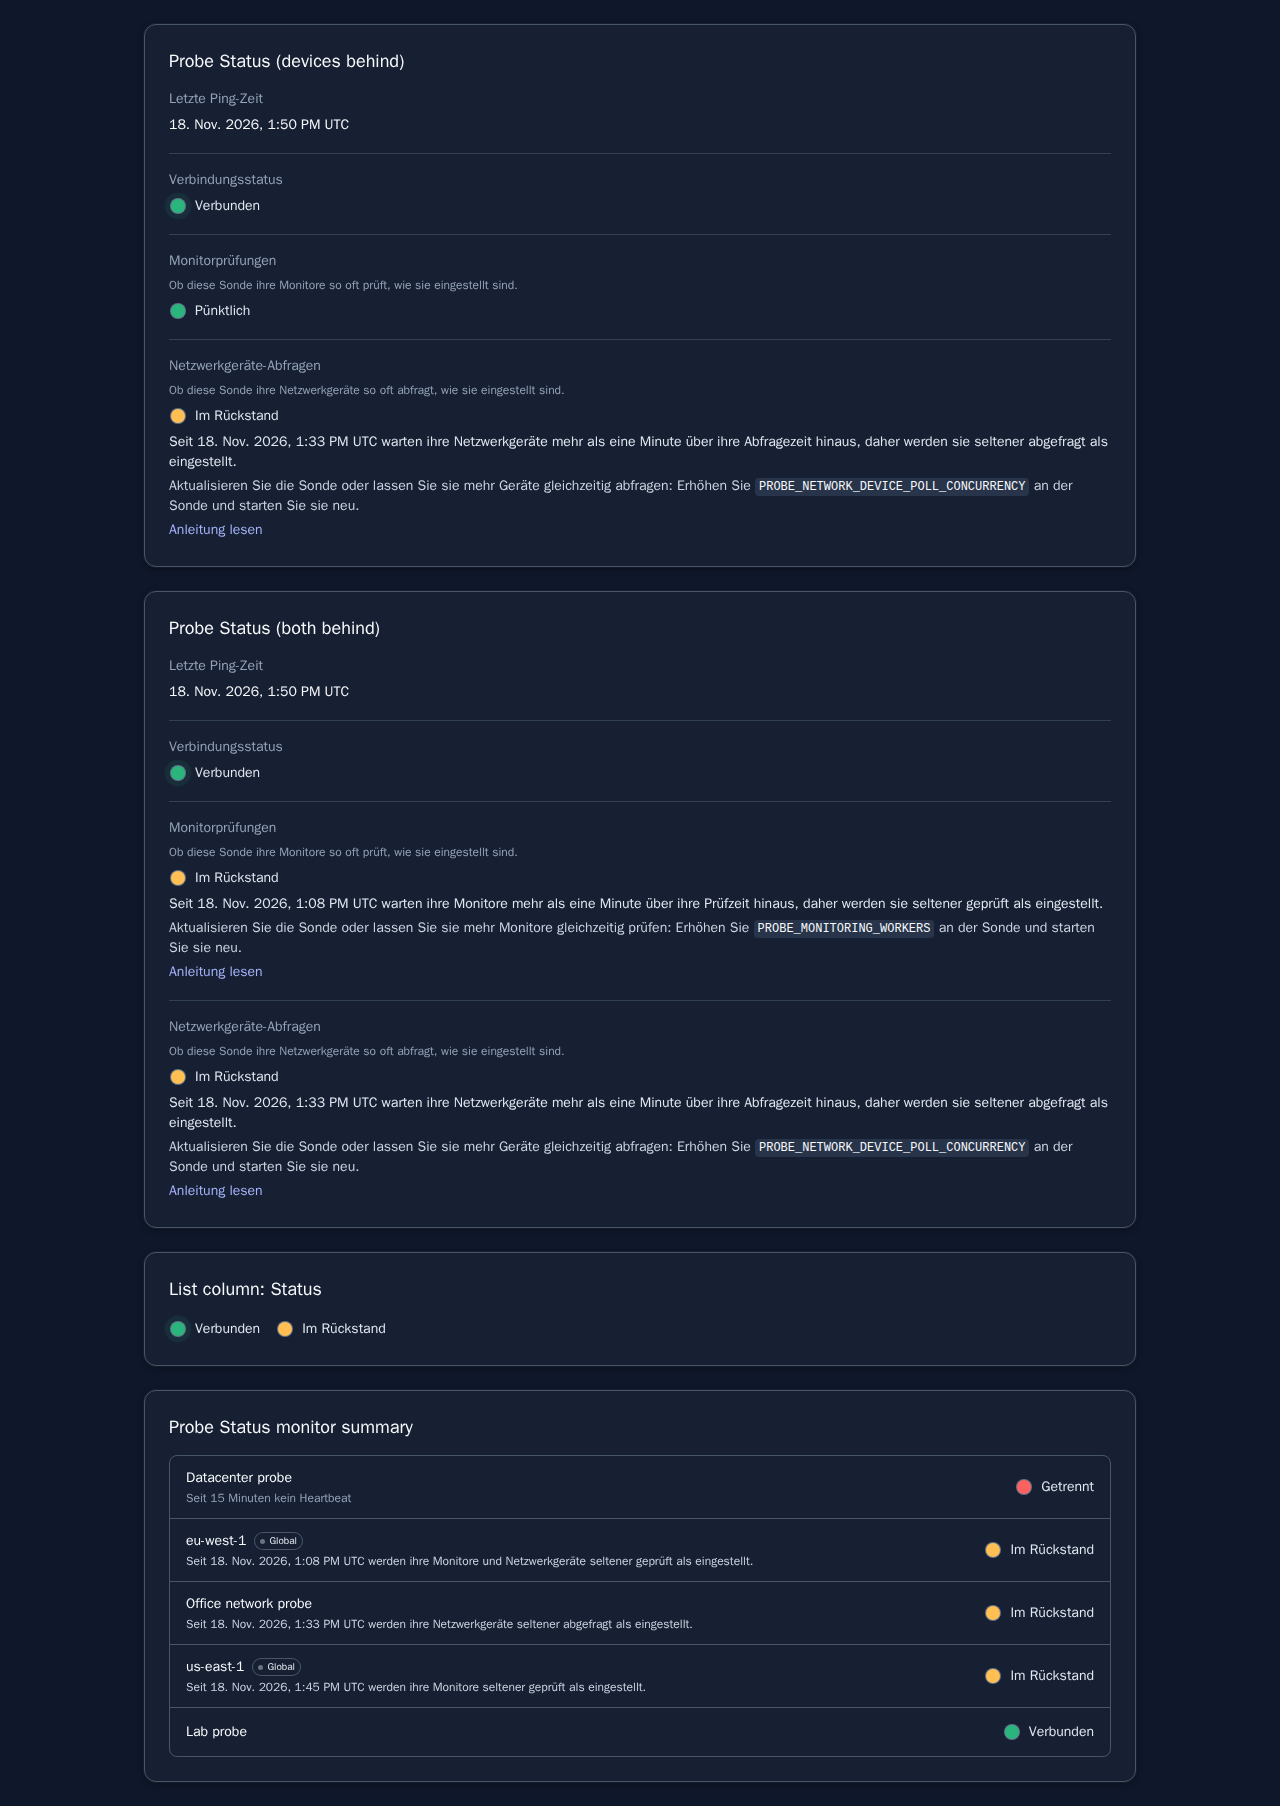 Probe Status (devices behind)
Letzte Ping-Zeit
18. Nov. 2026, 1:50 PM UTC
Verbindungsstatus
Verbunden
Monitorprüfungen
Ob diese Sonde ihre Monitore so oft prüft, wie sie eingestellt sind.
Pünktlich
Netzwerkgeräte-Abfragen
Ob diese Sonde ihre Netzwerkgeräte so oft abfragt, wie sie eingestellt sind.
Im Rückstand
Seit 18. Nov. 2026, 1:33 PM UTC warten ihre Netzwerkgeräte mehr als eine Minute über ihre Abfragezeit hinaus, daher werden sie seltener abgefragt als
eingestellt.
Aktualisieren Sie die Sonde oder lassen Sie sie mehr Geräte gleichzeitig abfragen: Erhöhen Sie PROBE_NETWORK_DEVICE_POLL_CONCURRENCY an der
Sonde und starten Sie sie neu.
Anleitung lesen
Probe Status (both behind)
Letzte Ping-Zeit
18. Nov. 2026, 1:50 PM UTC
Verbindungsstatus
Verbunden
Monitorprüfungen
Ob diese Sonde ihre Monitore so oft prüft, wie sie eingestellt sind.
Im Rückstand
Seit 18. Nov. 2026, 1:08 PM UTC warten ihre Monitore mehr als eine Minute über ihre Prüfzeit hinaus, daher werden sie seltener geprüft als eingestellt.
Aktualisieren Sie die Sonde oder lassen Sie sie mehr Monitore gleichzeitig prüfen: Erhöhen Sie PROBE_MONITORING_WORKERS an der Sonde und starten
Sie sie neu.
Anleitung lesen
Netzwerkgeräte-Abfragen
Ob diese Sonde ihre Netzwerkgeräte so oft abfragt, wie sie eingestellt sind.
Im Rückstand
Seit 18. Nov. 2026, 1:33 PM UTC warten ihre Netzwerkgeräte mehr als eine Minute über ihre Abfragezeit hinaus, daher werden sie seltener abgefragt als
eingestellt.
Aktualisieren Sie die Sonde oder lassen Sie sie mehr Geräte gleichzeitig abfragen: Erhöhen Sie PROBE_NETWORK_DEVICE_POLL_CONCURRENCY an der
Sonde und starten Sie sie neu.
Anleitung lesen
List column: Status
Verbunden Im Rückstand
Probe Status monitor summary
Datacenter probe
Seit 15 Minuten kein Heartbeat
Getrennt
eu-west-1 Global
Seit 18. Nov. 2026, 1:08 PM UTC werden ihre Monitore und Netzwerkgeräte seltener geprüft als eingestellt.
Im Rückstand
Office network probe
Seit 18. Nov. 2026, 1:33 PM UTC werden ihre Netzwerkgeräte seltener abgefragt als eingestellt.
Im Rückstand
us-east-1 Global
Seit 18. Nov. 2026, 1:45 PM UTC werden ihre Monitore seltener geprüft als eingestellt.
Im Rückstand
Lab probe
Verbunden